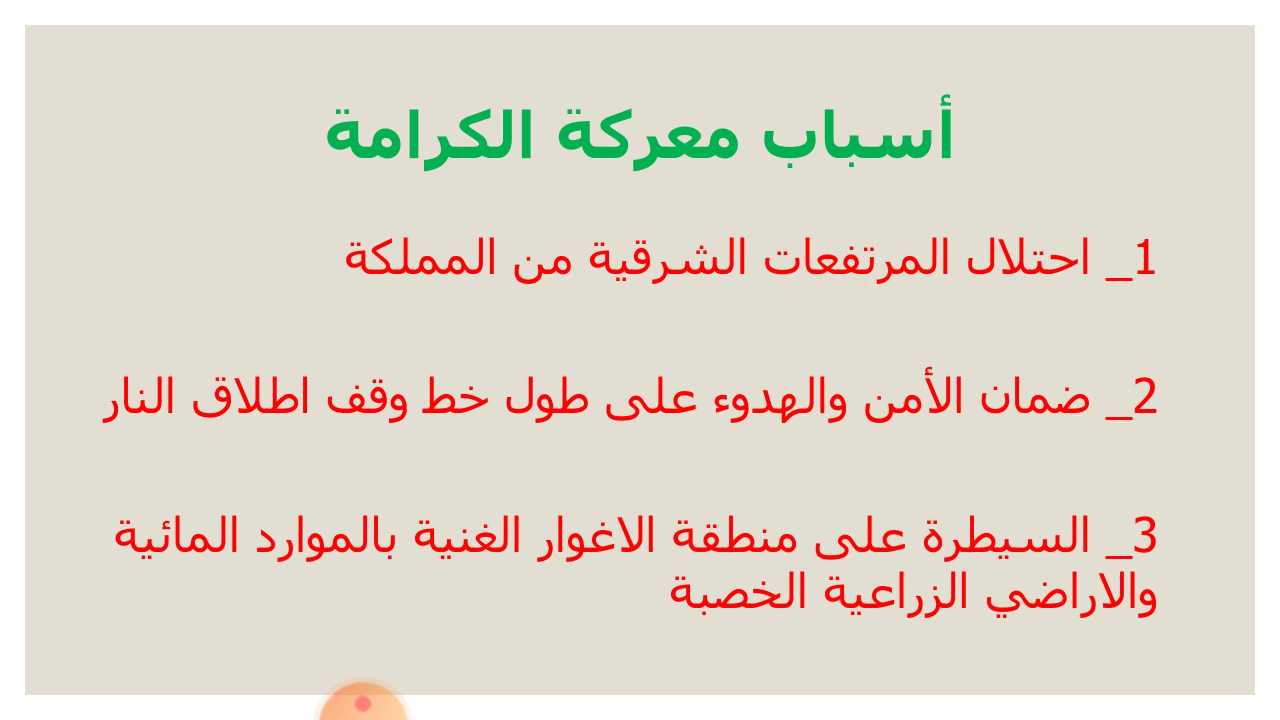 أسباب معركة الكرامة
1_ احتلال المرتفعات الشرقية من المملكة
2_ ضمان الأمن والهدوء على طول خط وقف اطلاق النار
3_ السيطرة على منطقة الاغوار الغنية بالموارد المائية
والاراضي الزراعية الخصبة